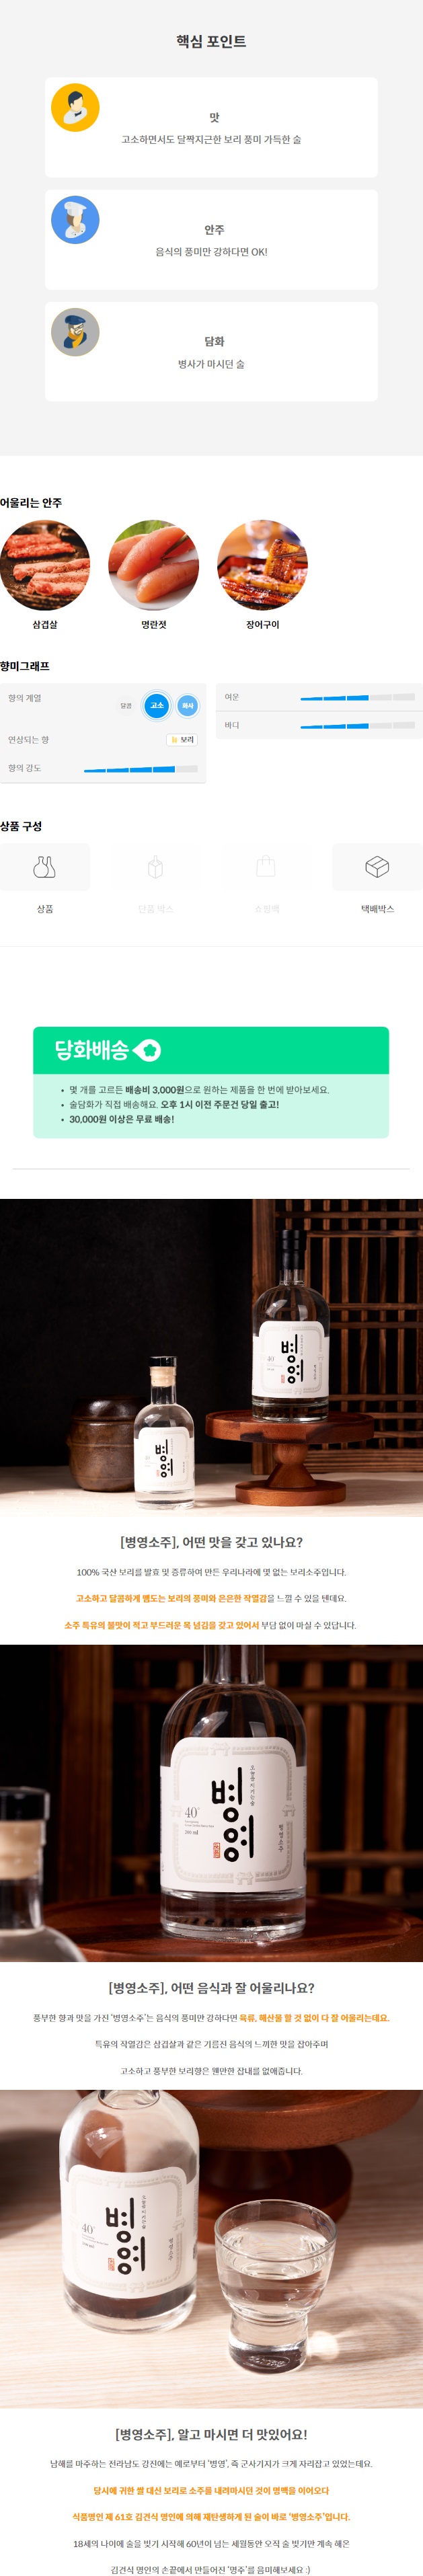 핵심 포인트
맛
고소하면서도 달짝지근한 보리 풍미 가득한 술
안주
음식의 풍미만 강하다면 OK!
담화
병사가 마시던 술
어울리는 안주
삼겹살
명란젓
장어구이
향미그래프
향의 계열
달콤
고소
화사
연상되는 향
보리
향의 강도
여운
바디
상품 구성
상품
단품 박스
쇼핑백
택배박스
담화배송
• 몇 개를 고르든 배송비 3,000원으로 원하는 제품을 한 번에 받아보세요.
• 술담화가 직접 배송해요. 오후 1시 이전 주문건 당일 출고!
• 30,000원 이상은 무료 배송!
40°
병영
병영
[병영소주], 어떤 맛을 갖고 있나요?
100% 국산 보리를 발효 및 증류하여 만든 우리나라에 몇 없는 보리소주입니다.
고소하고 달콤하게 맴도는 보리의 풍미와 은은한 작열감을 느낄 수 있을 텐데요.
소주 특유의 불맛이 적고 부드러운 목 넘김을 갖고 있어서 부담 없이 마실 수 있답니다.
40°
병영
병영소주
[병영소주], 어떤 음식과 잘 어울리나요?
풍부한 향과 맛을 가진 '병영소주'는 음식의 풍미만 강하다면 육류, 해산물 할 것 없이 다 잘 어울리는데요.
특유의 작열감은 삼겹살과 같은 기름진 음식의 느끼한 맛을 잡아주며
고소하고 풍부한 보리향은 웬만한 잡내를 없애줍니다.
40°
병영
병영소주
[병영소주], 알고 마시면 더 맛있어요!
남해를 마주하는 전라남도 강진에는 예로부터 '병영', 즉 군사기지가 크게 자리잡고 있었는데요.
당시에 귀한 쌀 대신 보리로 소주를 내려마시던 것이 명맥을 이어오다
식품명인 제 61호 김견식 명인에 의해 재탄생하게 된 술이 바로 '병영소주'입니다.
18세의 나이에 술을 빚기 시작해 60년이 넘는 세월동안 오직 술 빚기만 계속 해온
김견식 명인의 손끝에서 만들어진 '명주'를 음미해보세요 :)